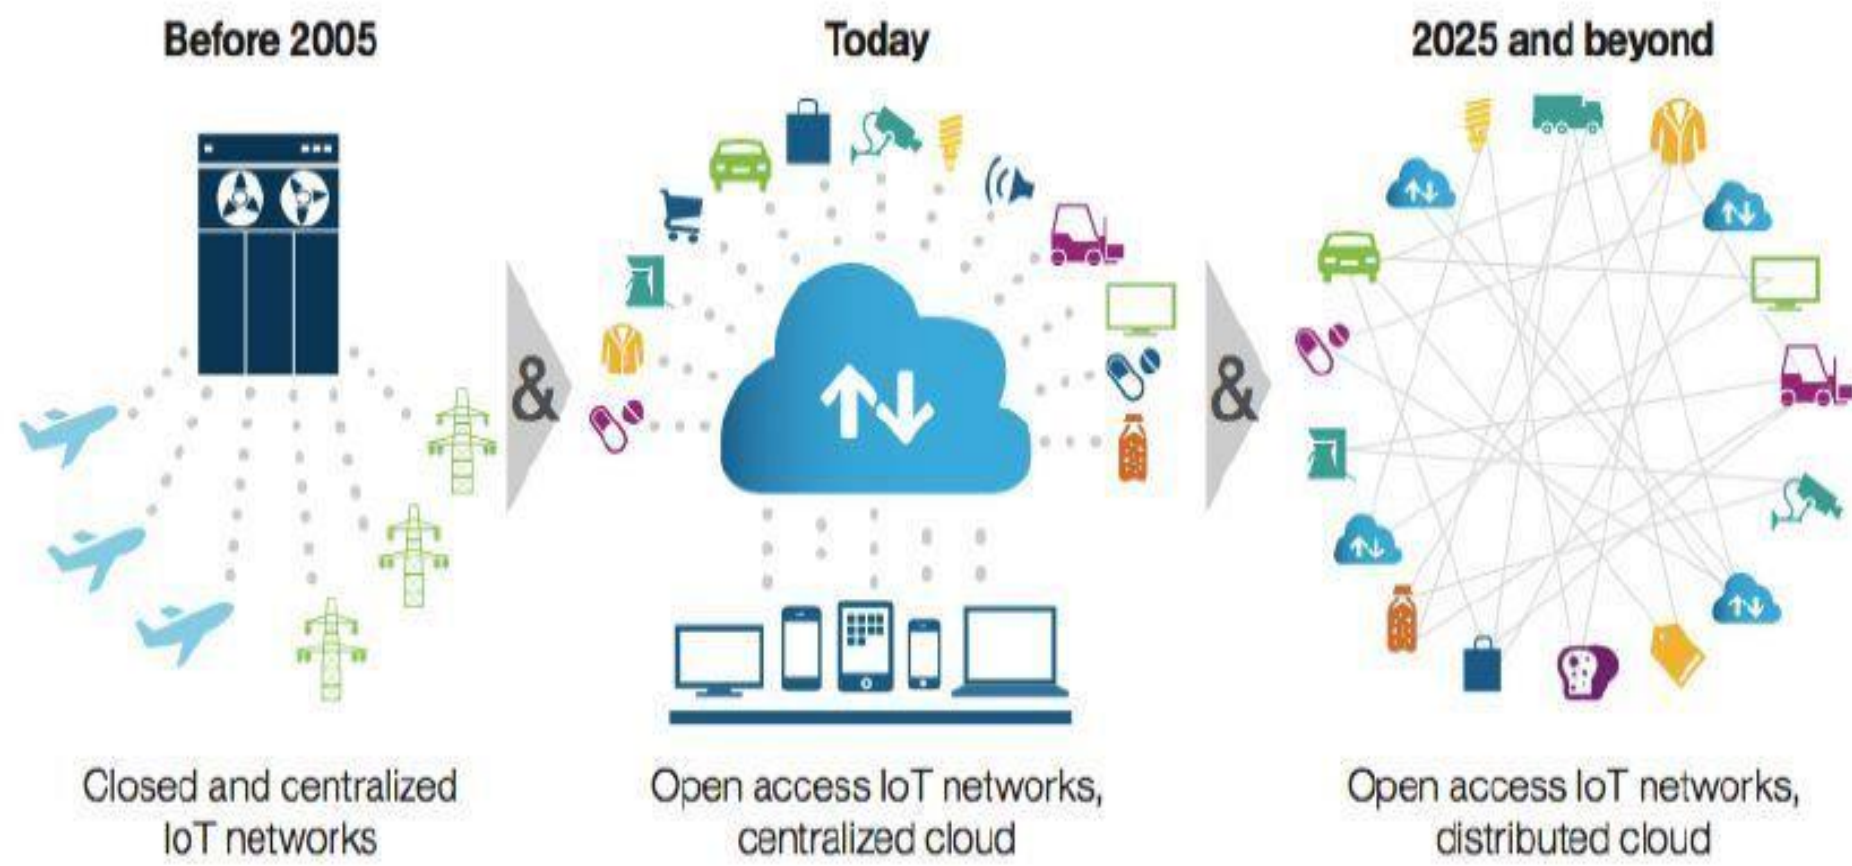 Before 2005
Today
2025 and beyond
&
&
Closed and centralized
IoT networks
Open access IoT networks,
centralized cloud
Open access IoT networks,
distributed cloud